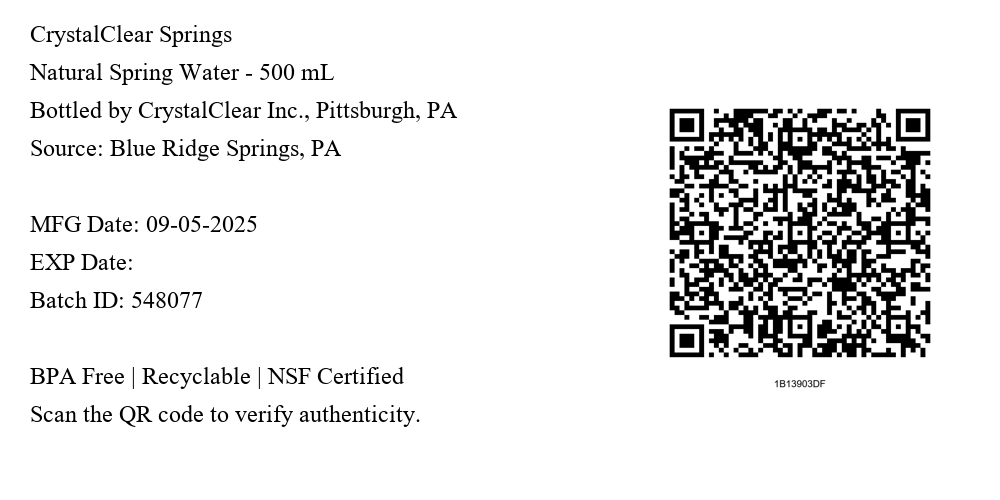 CrystalClear Springs
Natural Spring Water - 500 mL
Bottled by CrystalClear Inc., Pittsburgh, PA
Source: Blue Ridge Springs, PA
MFG Date: 09-05-2025
EXP Date:
Batch ID: 548077
BPA Free | Recyclable | NSF Certified
Scan the QR code to verify authenticity.
1B13903DF